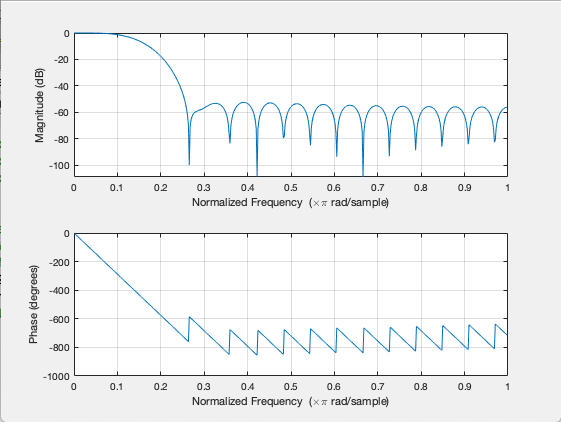 0
-20
-40
-60
-80
-100
Magnitude (dB)
0 0.1 0.2 0.3 0.4 0.5 0.6 0.7 0.8 0.9 1
Normalized Frequency (×π rad/sample)
0
-200
-400
-600
-800
-1000
Phase (degrees)
0 0.1 0.2 0.3 0.4 0.5 0.6 0.7 0.8 0.9 1
Normalized Frequency (×π rad/sample)